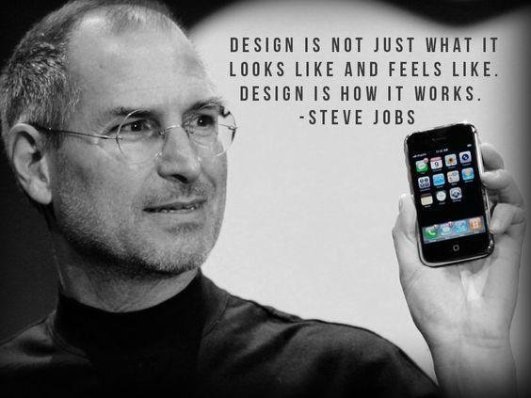 DESIGN IS NOT JUST WHAT IT
LOOKS LIKE AND FEELS LIKE.
DESIGN IS HOW IT WORKS.
-STEVE JOBS